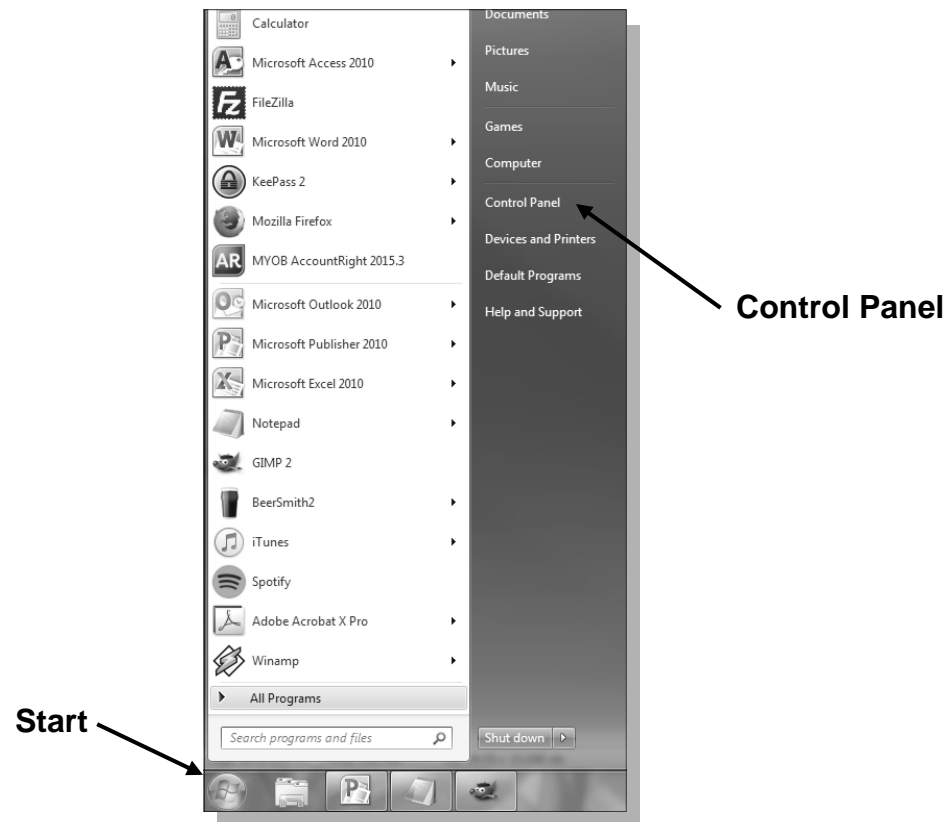 Calculator
Microsoft Access 2010
FileZilla
Microsoft Word 2010
KeePass 2
Mozilla Firefox
AR MYOB AccountRight 2015.3
Microsoft Outlook 2010
Microsoft Publisher 2010
Microsoft Excel 2010
Notepad
GIMP 2
BeerSmith2
iTunes
Spotify
Adobe Acrobat X Pro
Winamp
All Programs
Search programs and files
Documents
Pictures
Music
Games
Computer
Control Panel
Devices and Printers
Default Programs
Help and Support
Shut down
Control Panel
Start